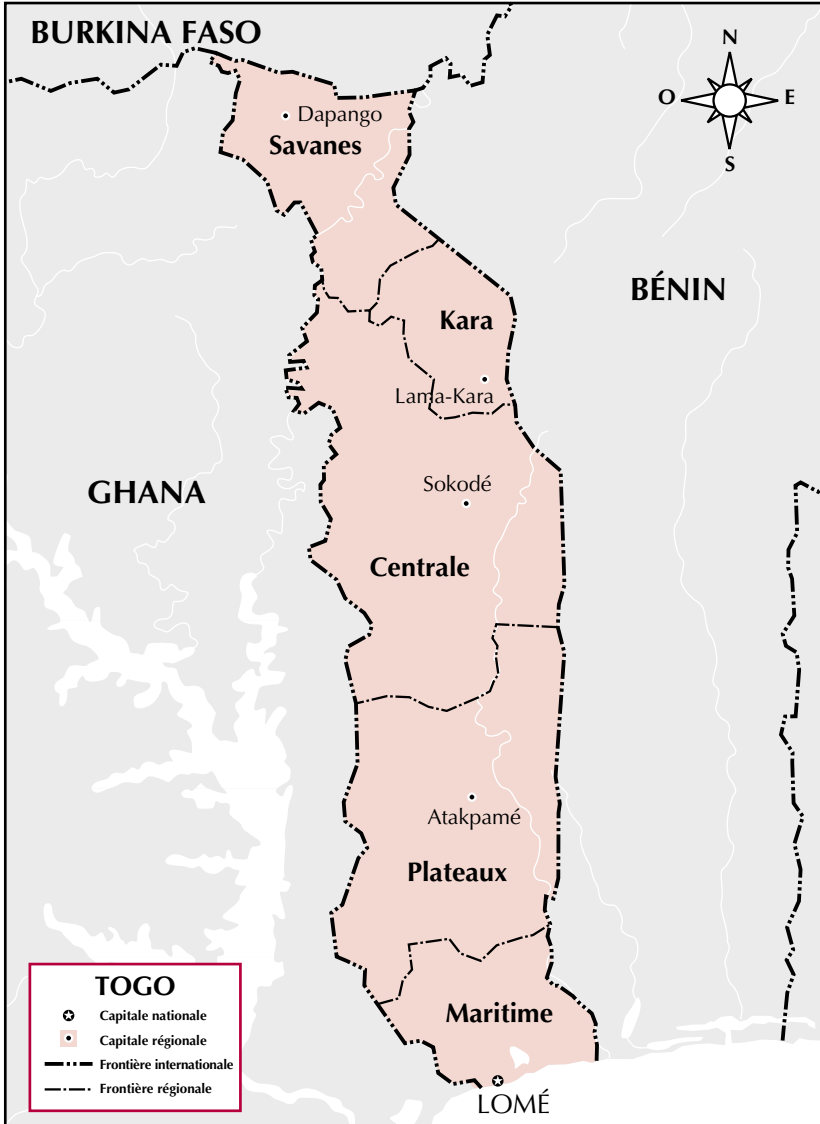 BURKINA FASO
N
O
E
S
Dapango
Savanes
BÉNIN
Kara
Lama-Kara
GHANA
Sokodé
Centrale
Atakpamé
Plateaux
Maritime
LOMÉ
TOGO
Capitale nationale
Capitale régionale
Frontière internationale
Frontière régionale